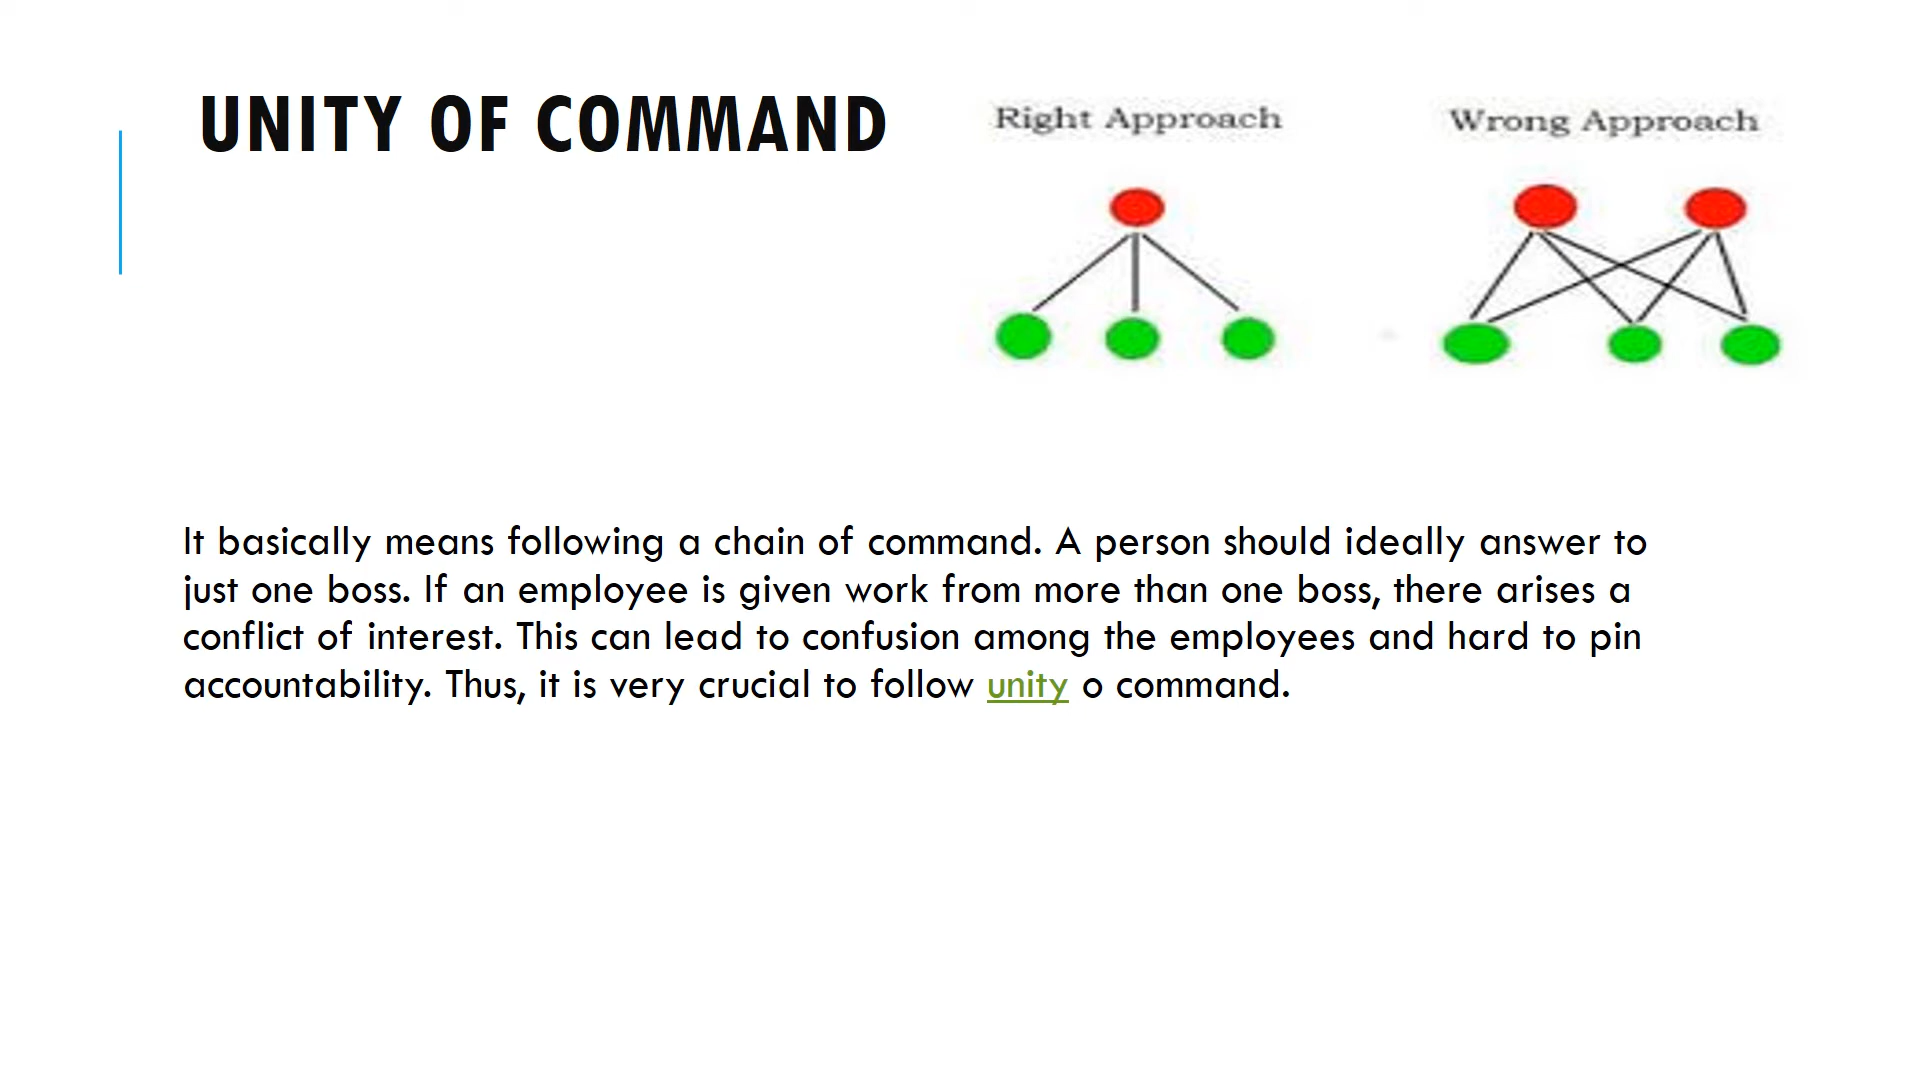 UNITY OF COMMAND
Right Approach
Wrong Approach
It basically means following a chain of command. A person should ideally answer to
just one boss. If an employee is given work from more than one boss, there arises a
conflict of interest. This can lead to confusion among the employees and hard to pin
accountability. Thus, it is very crucial to follow unity o command.